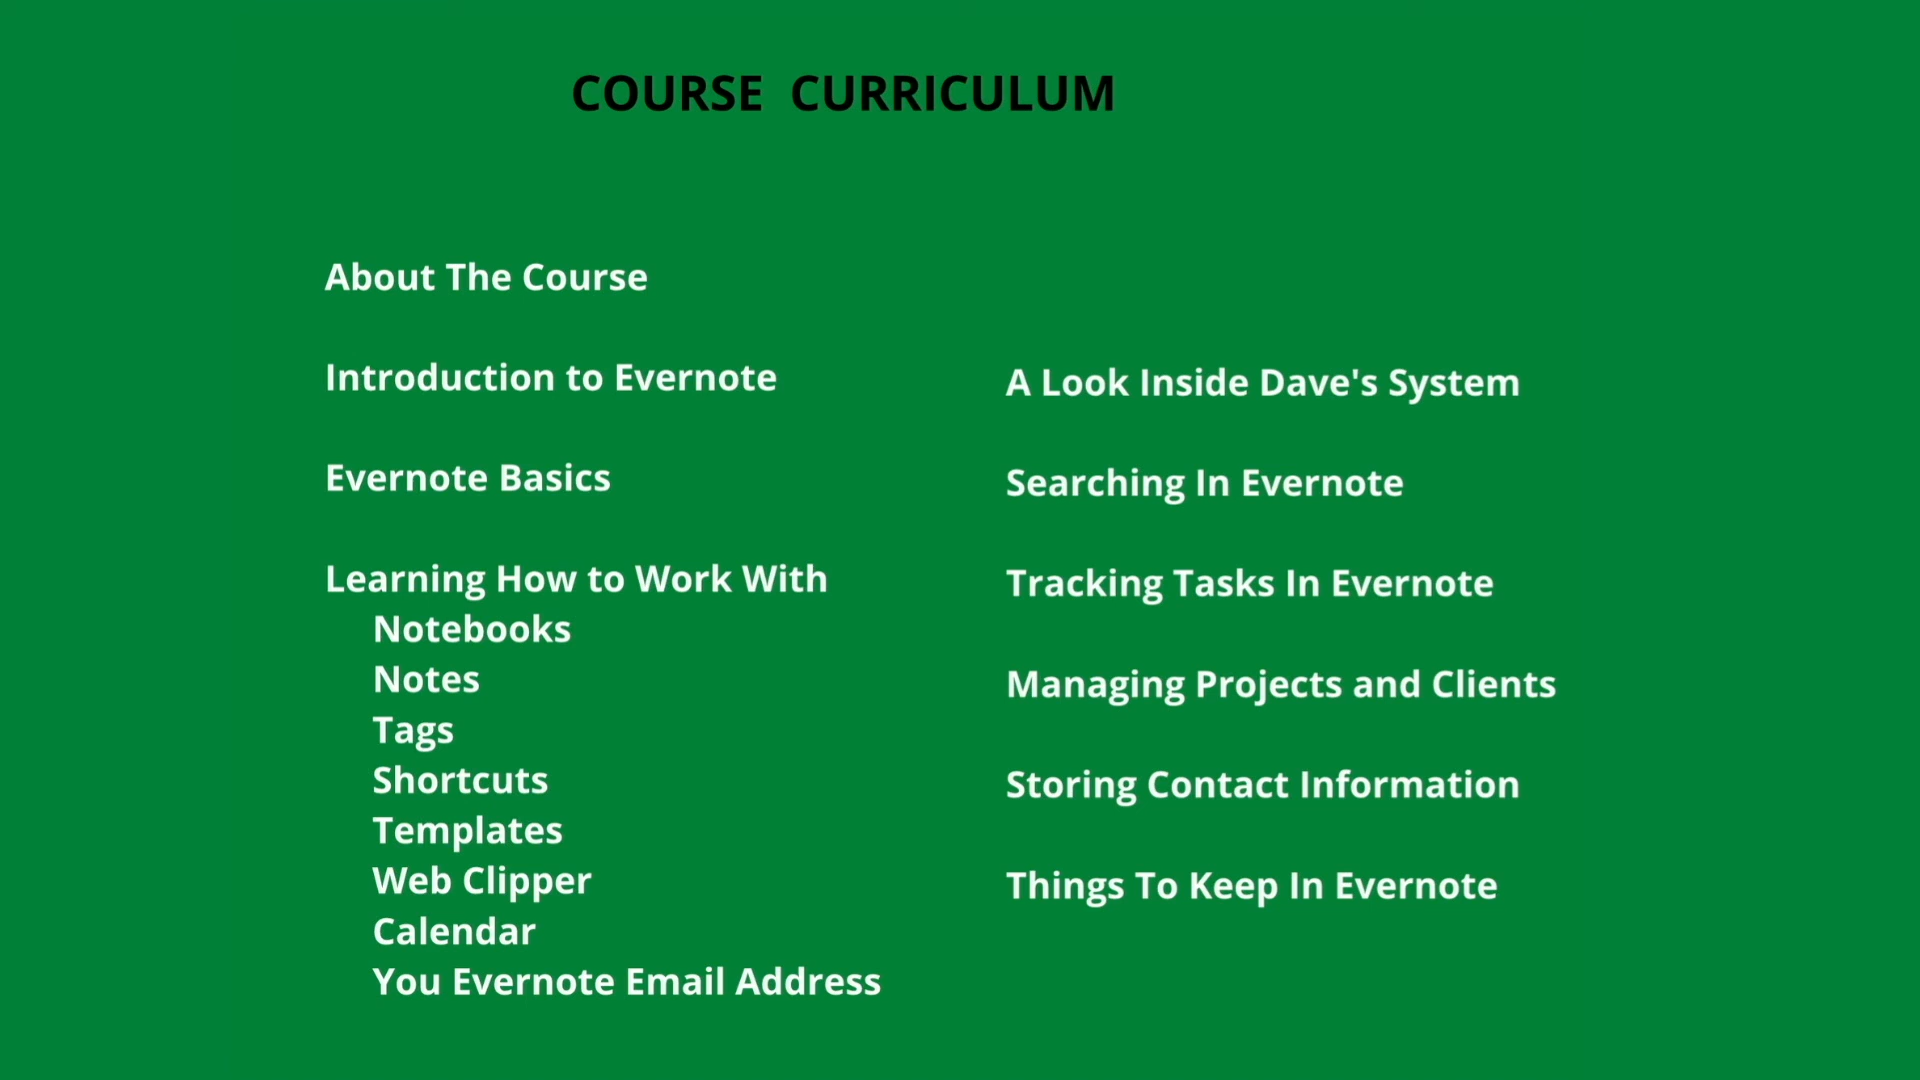 COURSE CURRICULUM
About The Course
Introduction to Evernote
Evernote Basics
Learning How to Work With
Notebooks
Notes
Tags
Shortcuts
Templates
Web Clipper
Calendar
You Evernote Email Address
A Look Inside Dave's System
Searching In Evernote
Tracking Tasks In Evernote
Managing Projects and Clients
Storing Contact Information
Things To Keep In Evernote